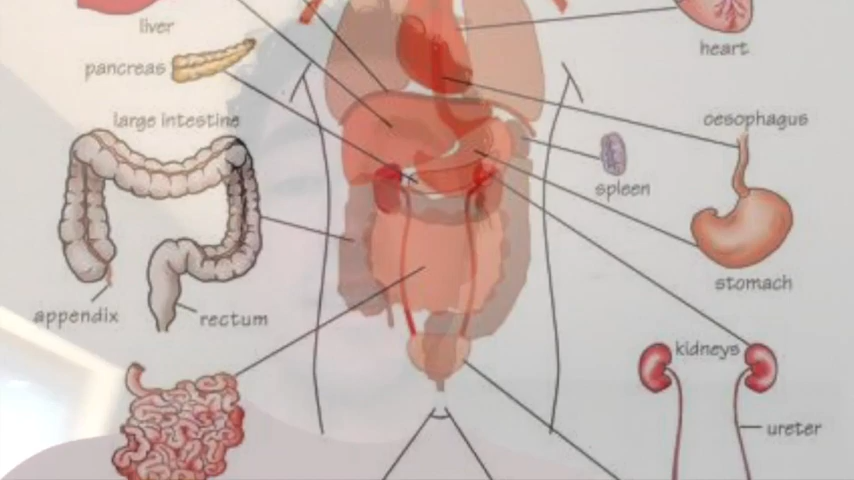 liver
heart
pancreas
large intestine
oesophagus
spleen
stomach
appendix
rectum
kidneys
ureter